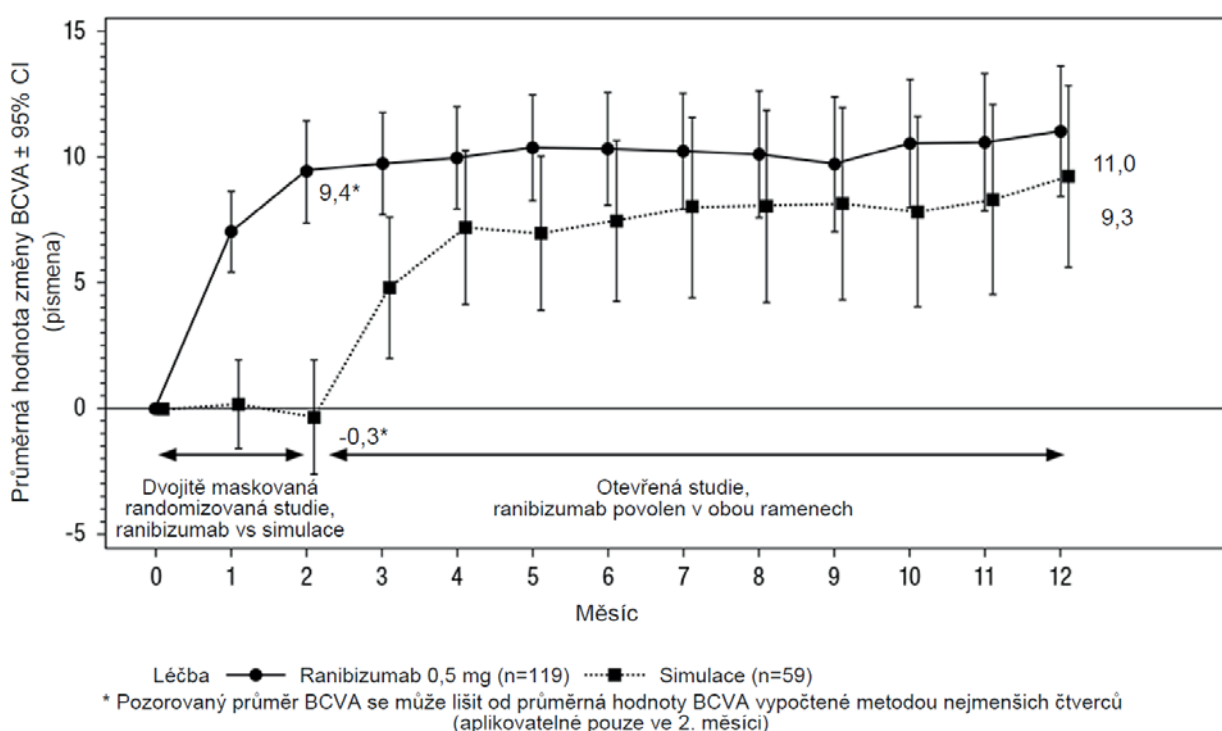 Průměrná hodnota změny BCVA ± 95% CI
(písmena)
15
10
5
0
-5
9,4*
-0,3*
11,0
9,3
Dvojitě maskovaná
randomizovaná studie,
ranibizumab vs simulace
Otevřená studie,
ranibizumab povolen v obou ramenech
0 1 2 3 4 5 6 7 8 9 10 11 12
Měsíc
Léčba Ranibizumab 0,5 mg (n=119) Simulace (n=59)
* Pozorovaný průměr BCVA se může lišit od průměrná hodnoty BCVA vypočtené metodou nejmenšich čtverců
(aplikovatelné pouze ve 2. měsíci)